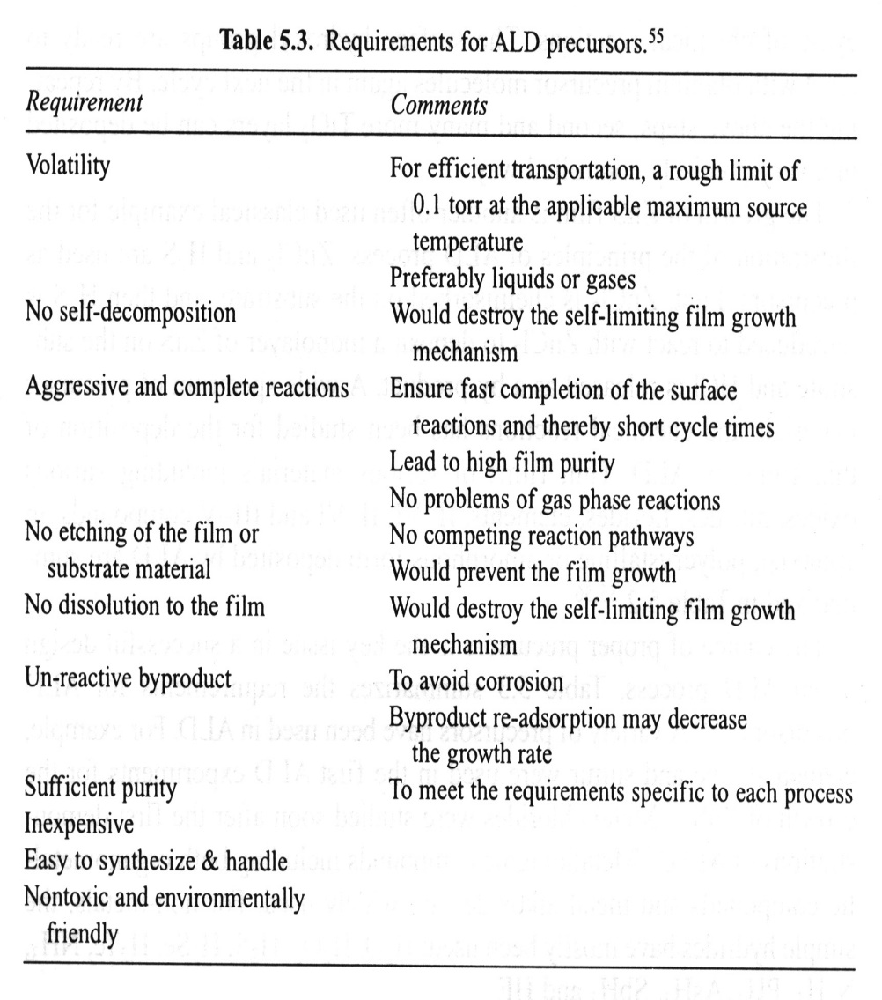 Table 5.3. Requirements for ALD precursors.55
Requirement Comments
Volatility For efficient transportation, a rough limit of
0.1 torr at the applicable maximum source
temperature
Preferably liquids or gases
No self-decomposition Would destroy the self-limiting film growth
mechanism
Aggressive and complete reactions Ensure fast completion of the surface
reactions and thereby short cycle times
Lead to high film purity
No problems of gas phase reactions
No etching of the film or No competing reaction pathways
substrate material Would prevent the film growth
No dissolution to the film Would destroy the self-limiting film growth
mechanism
Un-reactive byproduct To avoid corrosion
Byproduct re-adsorption may decrease
the growth rate
Sufficient purity To meet the requirements specific to each process
Inexpensive
Easy to synthesize & handle
Nontoxic and environmentally
friendly